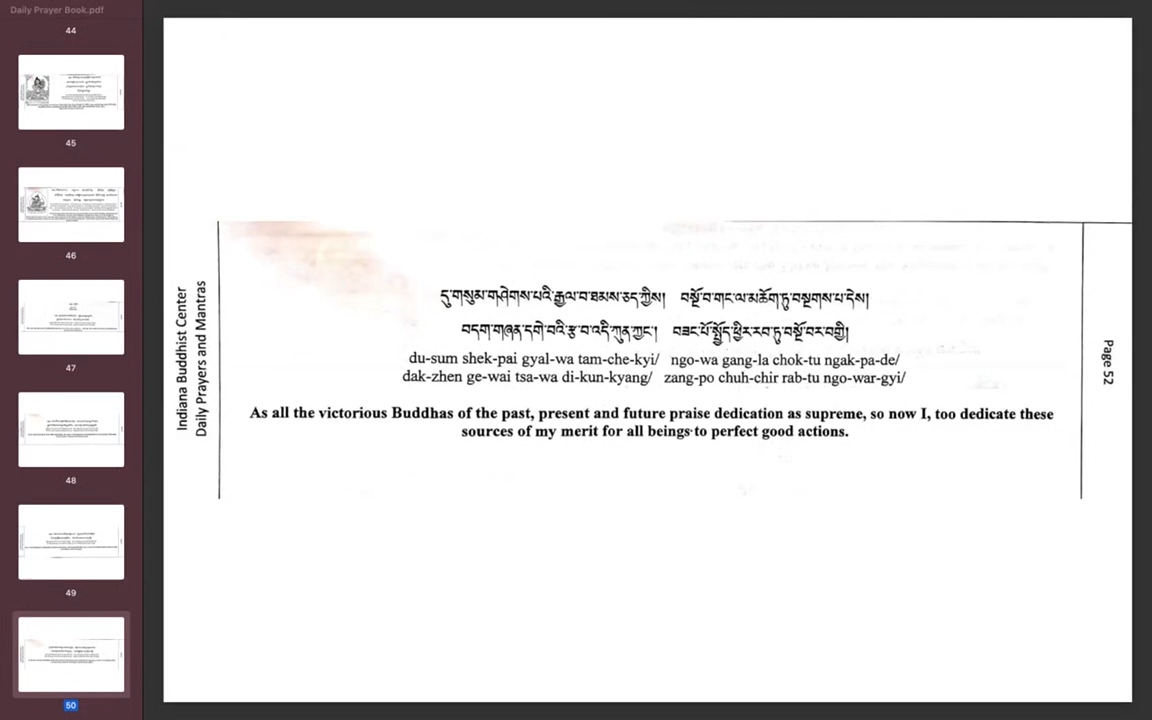 Daily Prayer Book.pdf
44
45
46
47
48
49
50
Indiana Buddhist Center
Daily Prayers and Mantras
དུ་གསུམ་གཤེགས་པའི་རྒྱལ་བ་ཐམས་ཅད་ཀྱིས། བསྔོ་བ་གང་ལ་མཆོག་ཏུ་བསྔགས་པ་དེས།
བདག་གཞན་དགེ་བའི་རྩ་བ་འདི་ཀུན་ཀྱང་། བཟང་པོ་སྤྱོད་ཕྱིར་རབ་ཏུ་བསྔོ་བར་བགྱི།
du-sum shek-pai gyal-wa tam-che-kyi/ ngo-wa gang-la chok-tu ngak-pa-de/
dak-zhen ge-wai tsa-wa di-kun-kyang/ zang-po chuh-chir rab-tu ngo-war-gyi/
As all the victorious Buddhas of the past, present and future praise dedication as supreme, so now I, too dedicate these
sources of my merit for all beings to perfect good actions.
Page 52